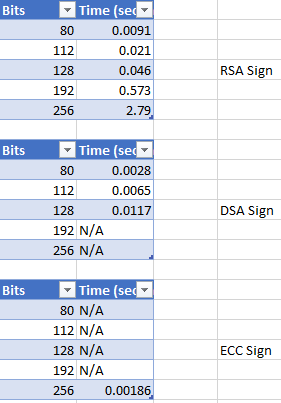 Bits Time (sec
80 0.0091
112 0.021
128 0.046 RSA Sign
192 0.573
256 2.79
Bits Time (sec
80 0.0028
112 0.0065
128 0.0117 DSA Sign
192 N/A
256 N/A
Bits Time (sec
80 N/A
112 N/A
128 N/A ECC Sign
192 N/A
256 0.00186